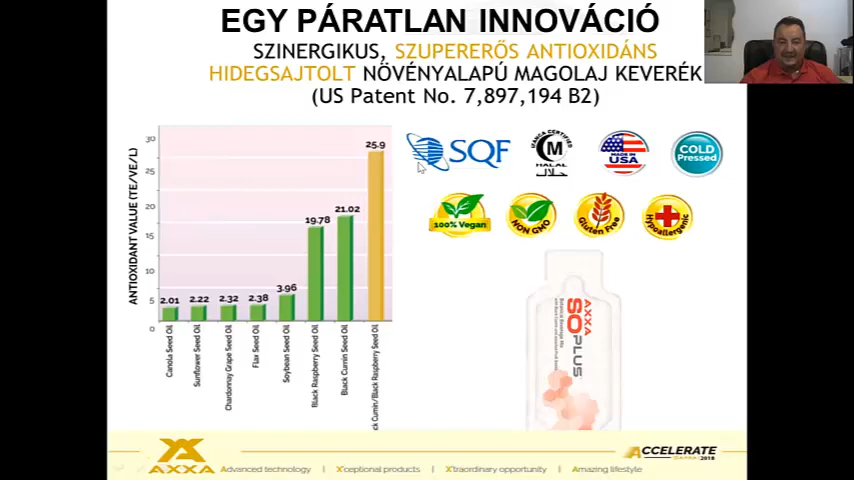 EGY PÁRATLAN INNOVÁCIÓ
SZINERGIKUS, SZUPERERŐS ANTIOXIDÁNS
HIDEGSAJTOLT NÖVÉNYALAPÚ MAGOLAJ KEVERÉK
(US Patent No. 7,897,194 B2)
ANTIOXIDANT VALUE (TE/VE/L)
30
25
20
15
10
5
0
2.01
2.22
2.32
2.38
3.96
19.78
21.02
25.9
Canola Seed Oil
Sunflower Seed Oil
Chardonnay Grape Seed Oil
Flax Seed Oil
Soybean Seed Oil
Black Raspberry Seed Oil
Black Cumin Seed Oil
ck Cumin/Black Raspberry Seed Oil
SQF
IFANCA CERTIFIED
M
HALAL
حلال
MADE IN
USA
COLD
Pressed
100% Vegan
NON GMO
Gluten Free
Hypoallergenic
AXXA
SO
PLUS
AXXA
Advanced technology | X'ceptional products | X'traordinary opportunity | Amazing lifestyle
ACCELERATE
2018